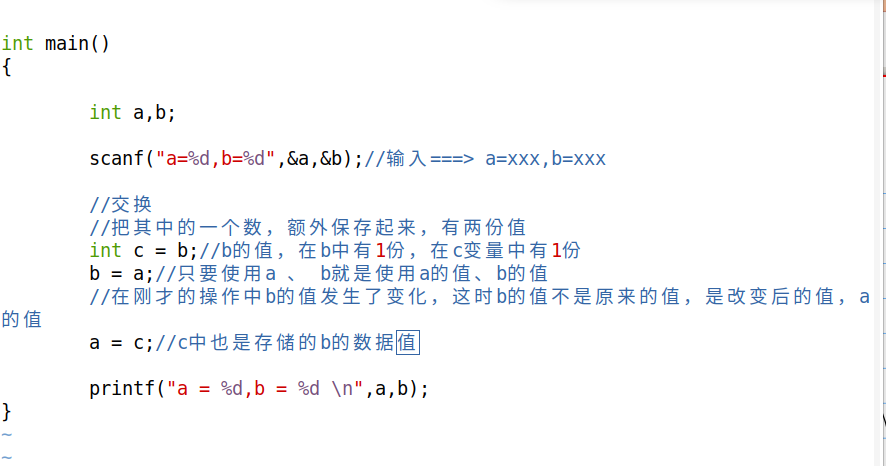 int main()
{
int a,b;
scanf("a=%d,b=%d",&a,&b);//输入===> a=xxx,b=xxx
//交换
//把其中的一个数，额外保存起来，有两份值
int c = b;//b的值，在b中有1份，在c变量中有1份
b = a;//只要使用a 、 b就是使用a的值、b的值
//在刚才的操作中b的值发生了变化，这时b的值不是原来的值，是改变后的值，a
的值
a = c;//c中也是存储的b的数据值
printf("a = %d,b = %d \n",a,b);
}
~
~